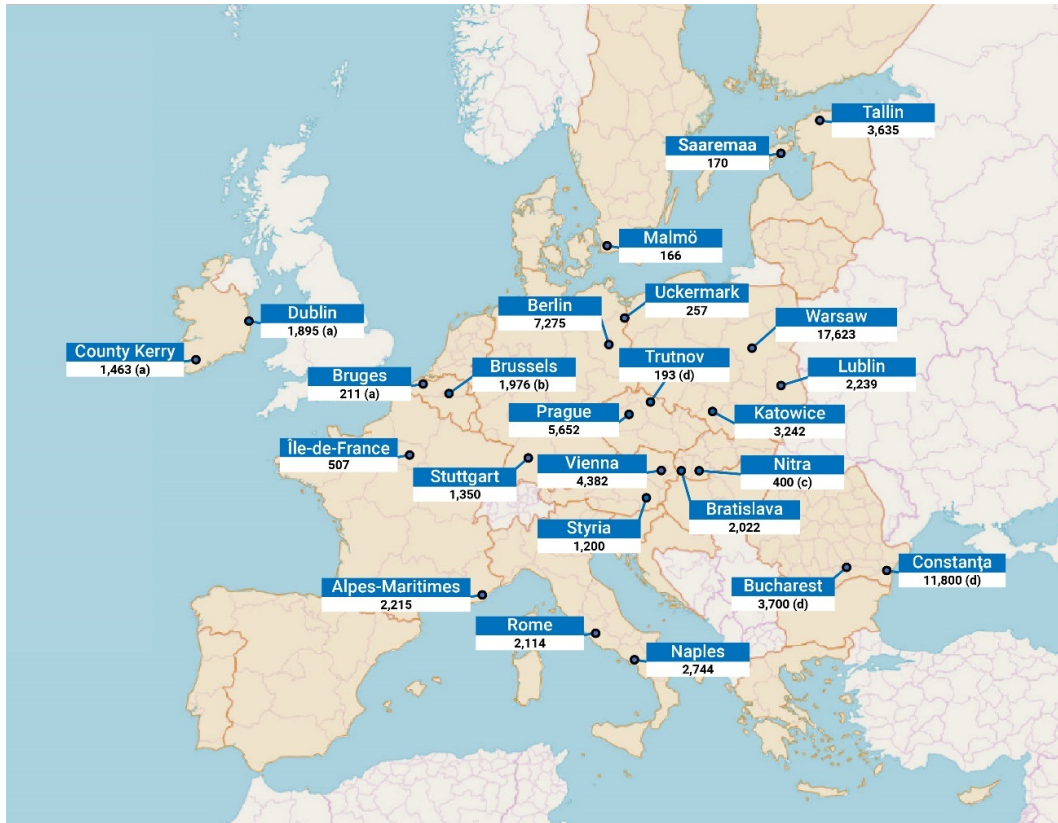 Tallin
3,635
Saaremaa
170
Malmö
166
Uckermark
257
Berlin
7,275
Dublin
1,895 (a)
Warsaw
17,623
County Kerry
1,463 (a)
Trutnov
193 (d)
Brussels
1,976 (b)
Lublin
2,239
Bruges
211 (a)
Prague
5,652
Katowice
3,242
Île-de-France
507
Stuttgart
1,350
Vienna
4,382
Nitra
400 (c)
Bratislava
2,022
Styria
1,200
Constanţa
11,800 (d)
Bucharest
3,700 (d)
Alpes-Maritimes
2,215
Rome
2,114
Naples
2,744